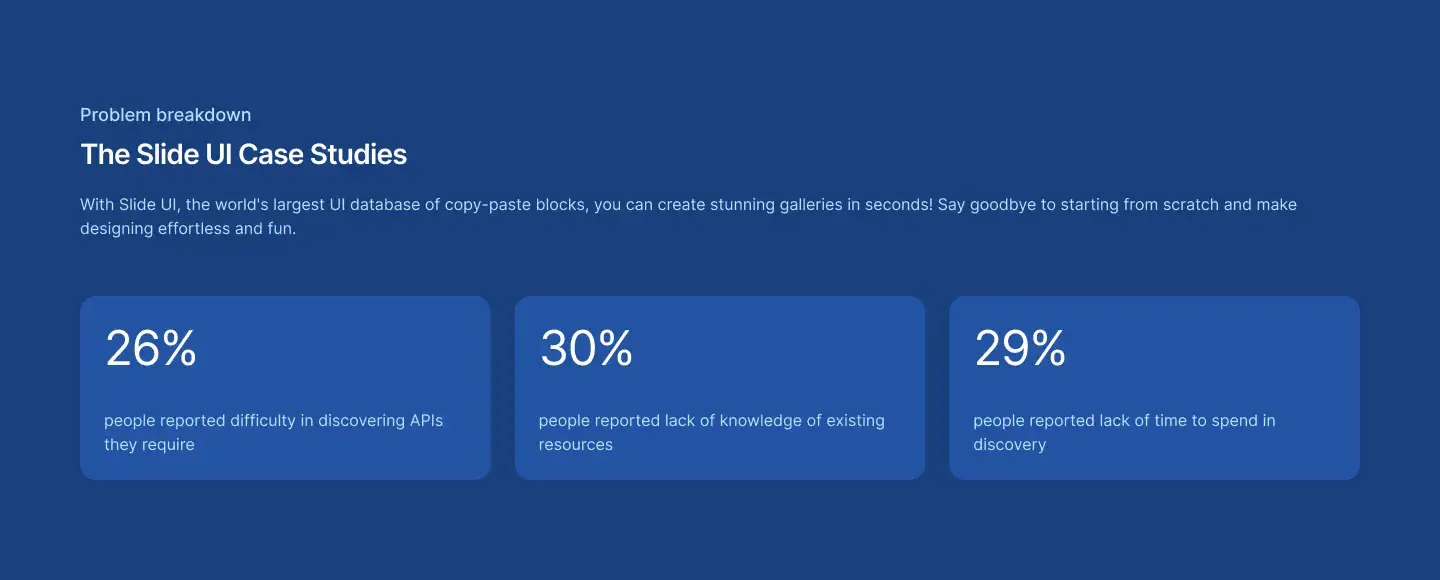 Problem breakdown
The Slide UI Case Studies
With Slide UI, the world's largest UI database of copy-paste blocks, you can create stunning galleries in seconds! Say goodbye to starting from scratch and make
designing effortless and fun.
26%
people reported difficulty in discovering APIs
they require
30%
people reported lack of knowledge of existing
resources
29%
people reported lack of time to spend in
discovery